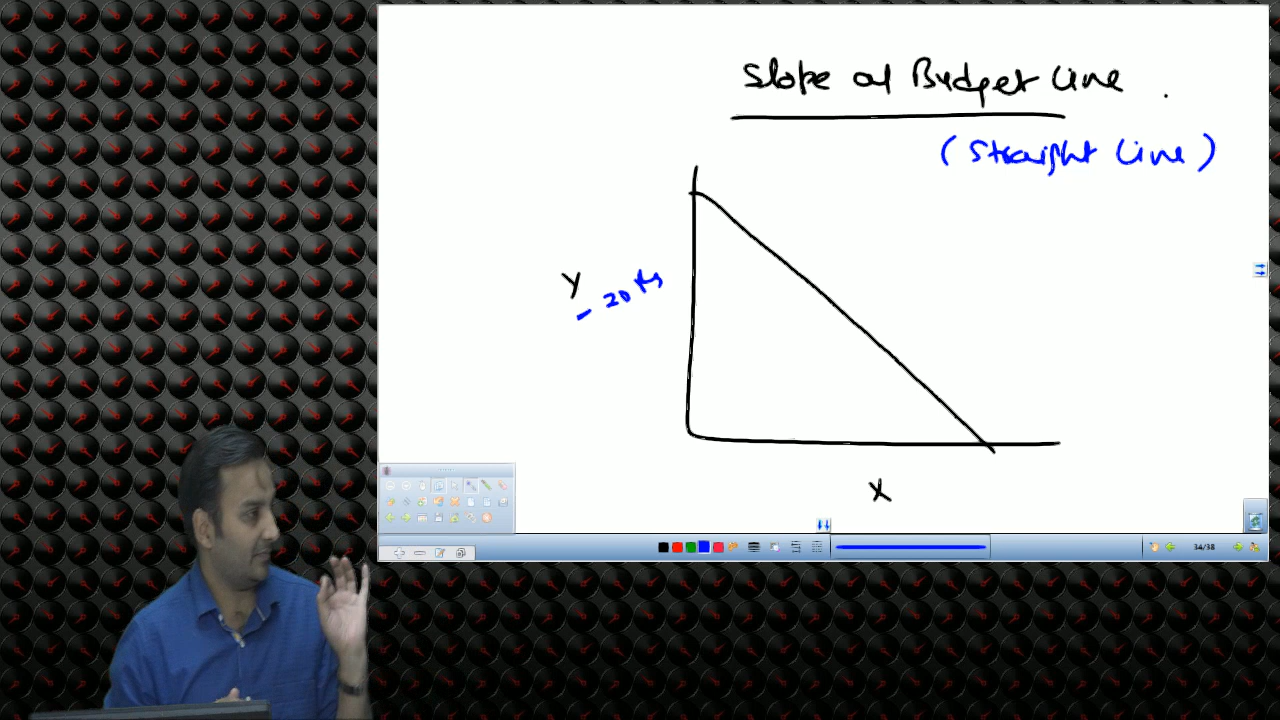 Slope of Budget Line .
(Straight Line)
Y
- 20 Rs
X
34/38